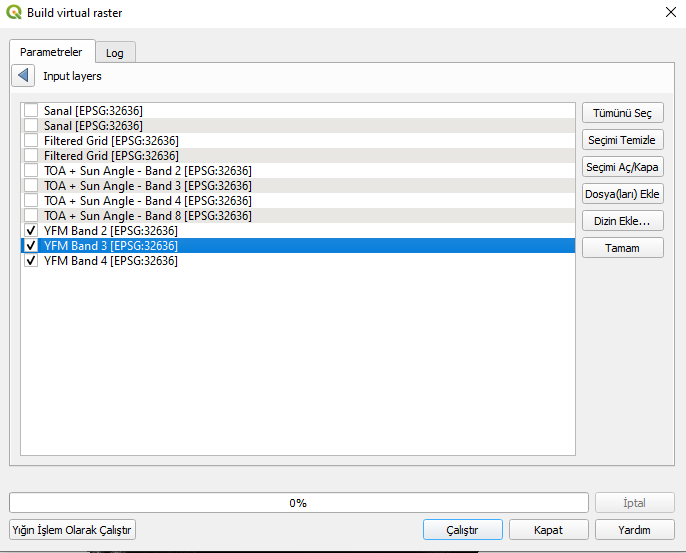 Build virtual raster
Parametreler
Log
Input layers
Sanal [EPSG:32636]
Sanal [EPSG:32636]
Filtered Grid [EPSG:32636]
Filtered Grid [EPSG:32636]
TOA + Sun Angle - Band 2 [EPSG:32636]
TOA + Sun Angle - Band 3 [EPSG:32636]
TOA + Sun Angle - Band 4 [EPSG:32636]
TOA + Sun Angle - Band 8 [EPSG:32636]
YFM Band 2 [EPSG:32636]
YFM Band 3 [EPSG:32636]
YFM Band 4 [EPSG:32636]
Tümünü Seç
Seçimi Temizle
Seçimi Aç/Kapa
Dosya(ları) Ekle
Dizin Ekle...
Tamam
0%
İptal
Yığın İşlem Olarak Çalıştır
Çalıştır
Kapat
Yardım